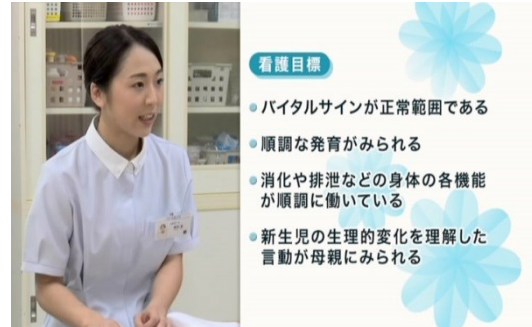 看護目標
バイタルサインが正常範囲である
順調な発育がみられる
消化や排泄などの身体の各機能
が順調に働いている
新生児の生理的変化を理解した
言動が母親にみられる